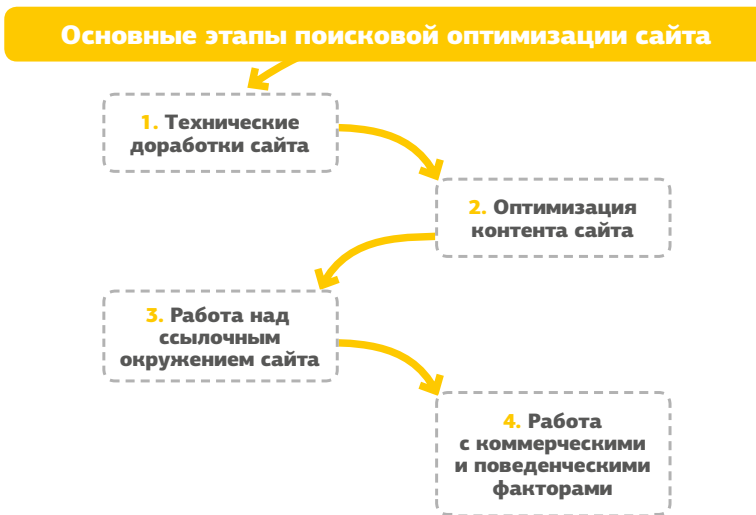 Основные этапы поисковой оптимизации сайта
1. Технические
доработки сайта
2. Оптимизация
контента сайта
3. Работа над
ссылочным
окружением сайта
4. Работа
с коммерческими
и поведенческими
факторами